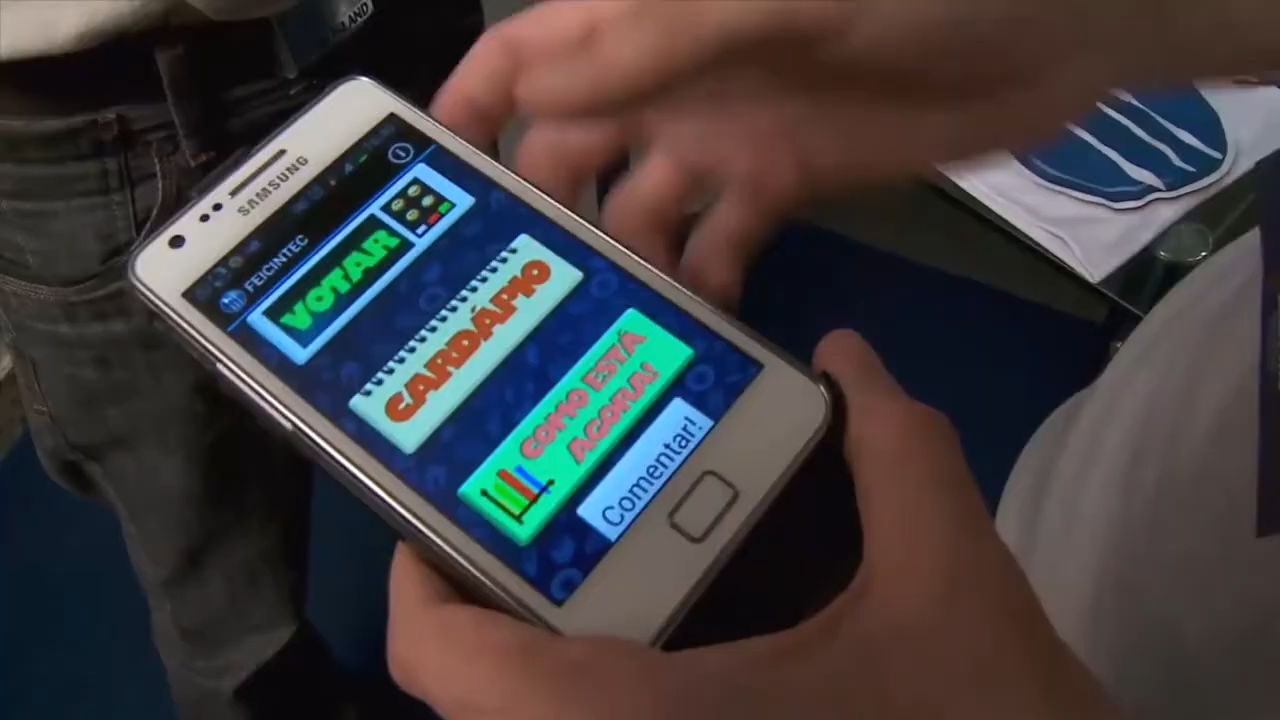 SAMSUNG
FEICINTEC
VOTAR
CARDÁPIO
COMO ESTÁ
AGORA!
Comentar!